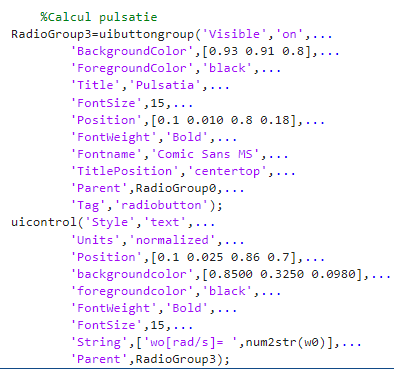 %Calcul pulsatie
RadioGroup3=uibuttongroup('Visible','on',...
'BackgroundColor',[0.93 0.91 0.8],...
'ForegroundColor','black',...
'Title','Pulsatia',...
'FontSize',15,...
'Position',[0.1 0.010 0.8 0.18],...
'FontWeight','Bold',...
'Fontname','Comic Sans MS',...
'TitlePosition','centertop',...
'Parent',RadioGroup0,...
'Tag','radiobutton');
uicontrol('Style','text',...
'Units','normalized',...
'Position',[0.1 0.025 0.86 0.7],...
'backgroundcolor',[0.8500 0.3250 0.0980],...
'foregroundcolor','black',...
'FontWeight','Bold',...
'FontSize',15,...
'String',['wo[rad/s]= ',num2str(w0)],...
'Parent',RadioGroup3);